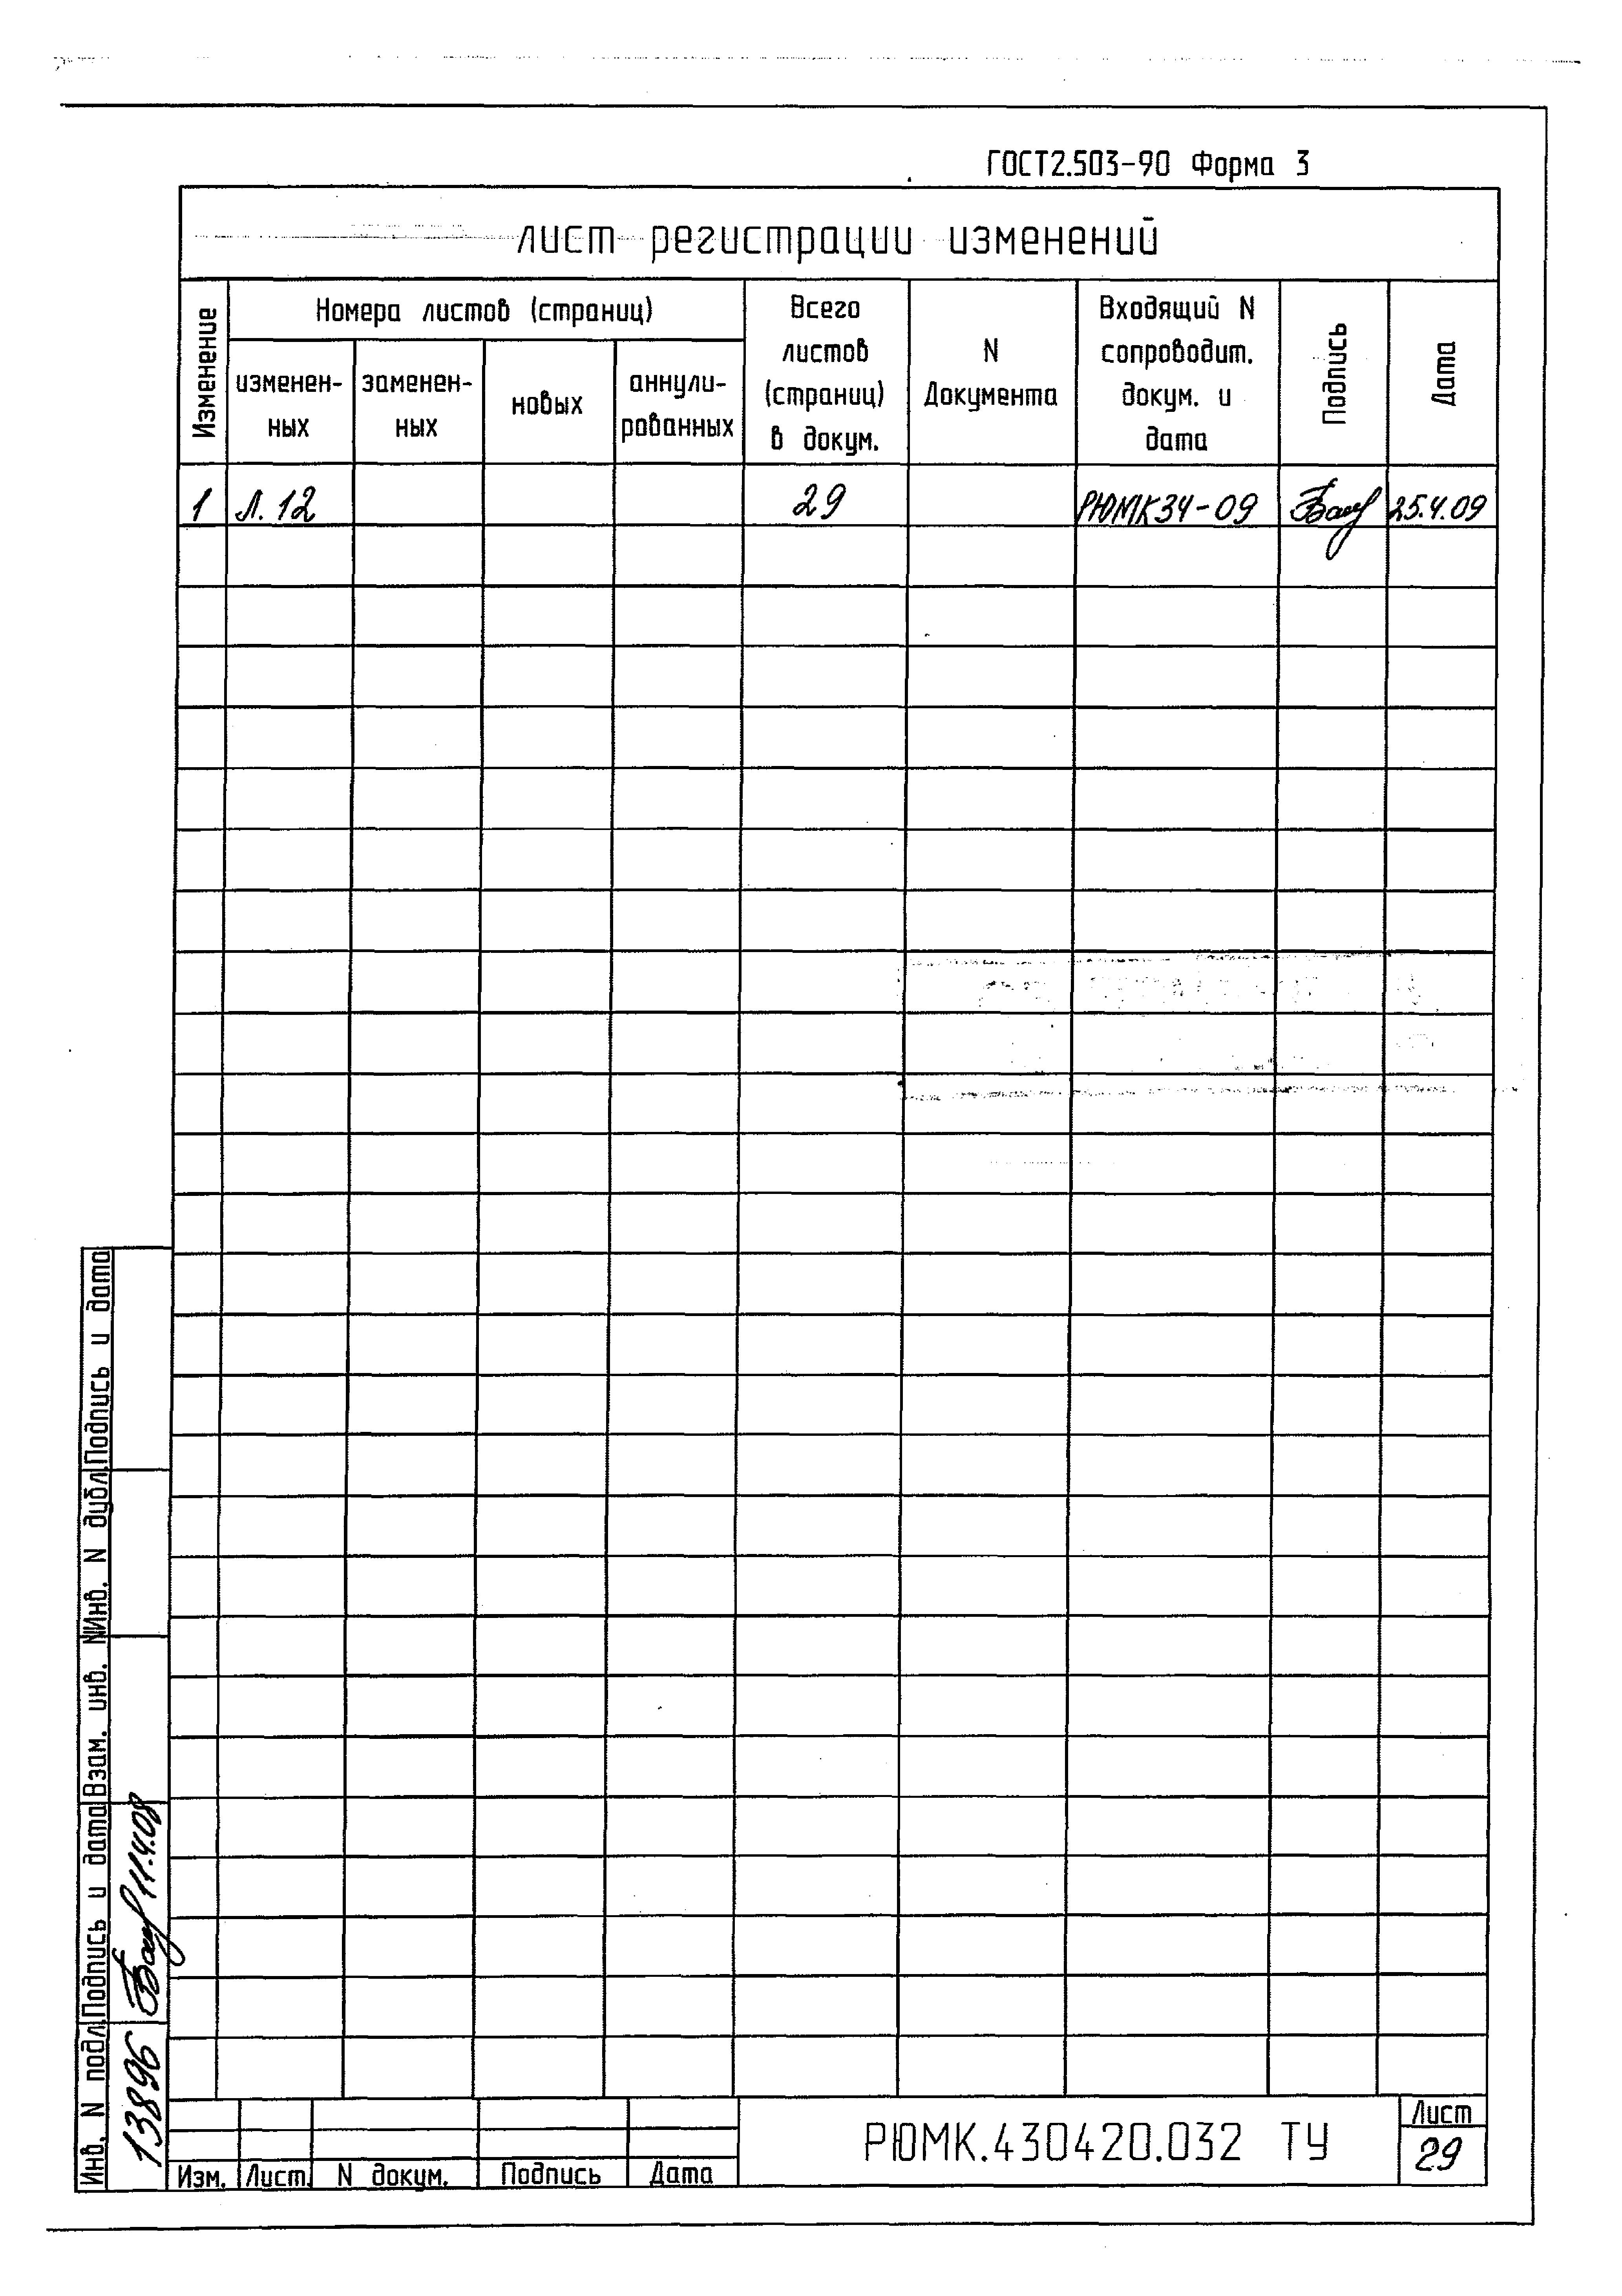 ГОСТ2.503-90 Форма 3
лист регистрации изменений
Изменение
Номера листов (страниц)
изменен-
ных
заменен-
ных
новых
аннули-
рованных
Всего
листов
(страниц)
в докум.
N
Документа
Входящий N
сопроводит.
докум. и
дата
Подпись
Дата
1 Л.12 29 РЮМК34-09 25.4.09
Подпись и дата
Инв. N дубл.
Взам. инв. N
Подпись и дата
11.4.08
Инв. N подл.
13896
Изм. Лист. N докум. Подпись Дата
РЮМК.430420.032 ТУ
Лист
29